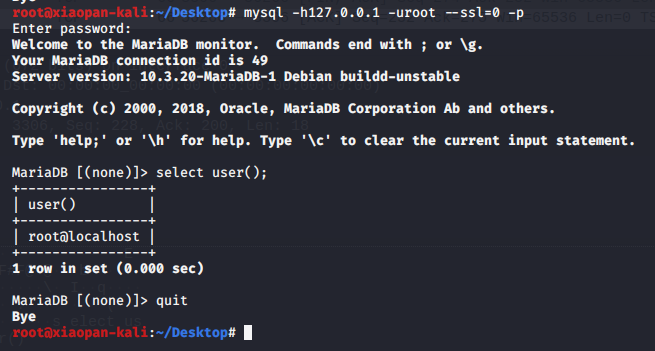 Bye
root@xiaopan-kali:~/Desktop# mysql -h127.0.0.1 -uroot --ssl=0 -p
Enter password:
Welcome to the MariaDB monitor.  Commands end with ; or \g.
Your MariaDB connection id is 49
Server version: 10.3.20-MariaDB-1 Debian buildd-unstable

Copyright (c) 2000, 2018, Oracle, MariaDB Corporation Ab and others.

Type 'help;' or '\h' for help. Type '\c' to clear the current input statement.

MariaDB [(none)]> select user();
+----------------+
| user()         |
+----------------+
| root@localhost |
+----------------+
1 row in set (0.000 sec)

MariaDB [(none)]> quit
Bye
root@xiaopan-kali:~/Desktop#